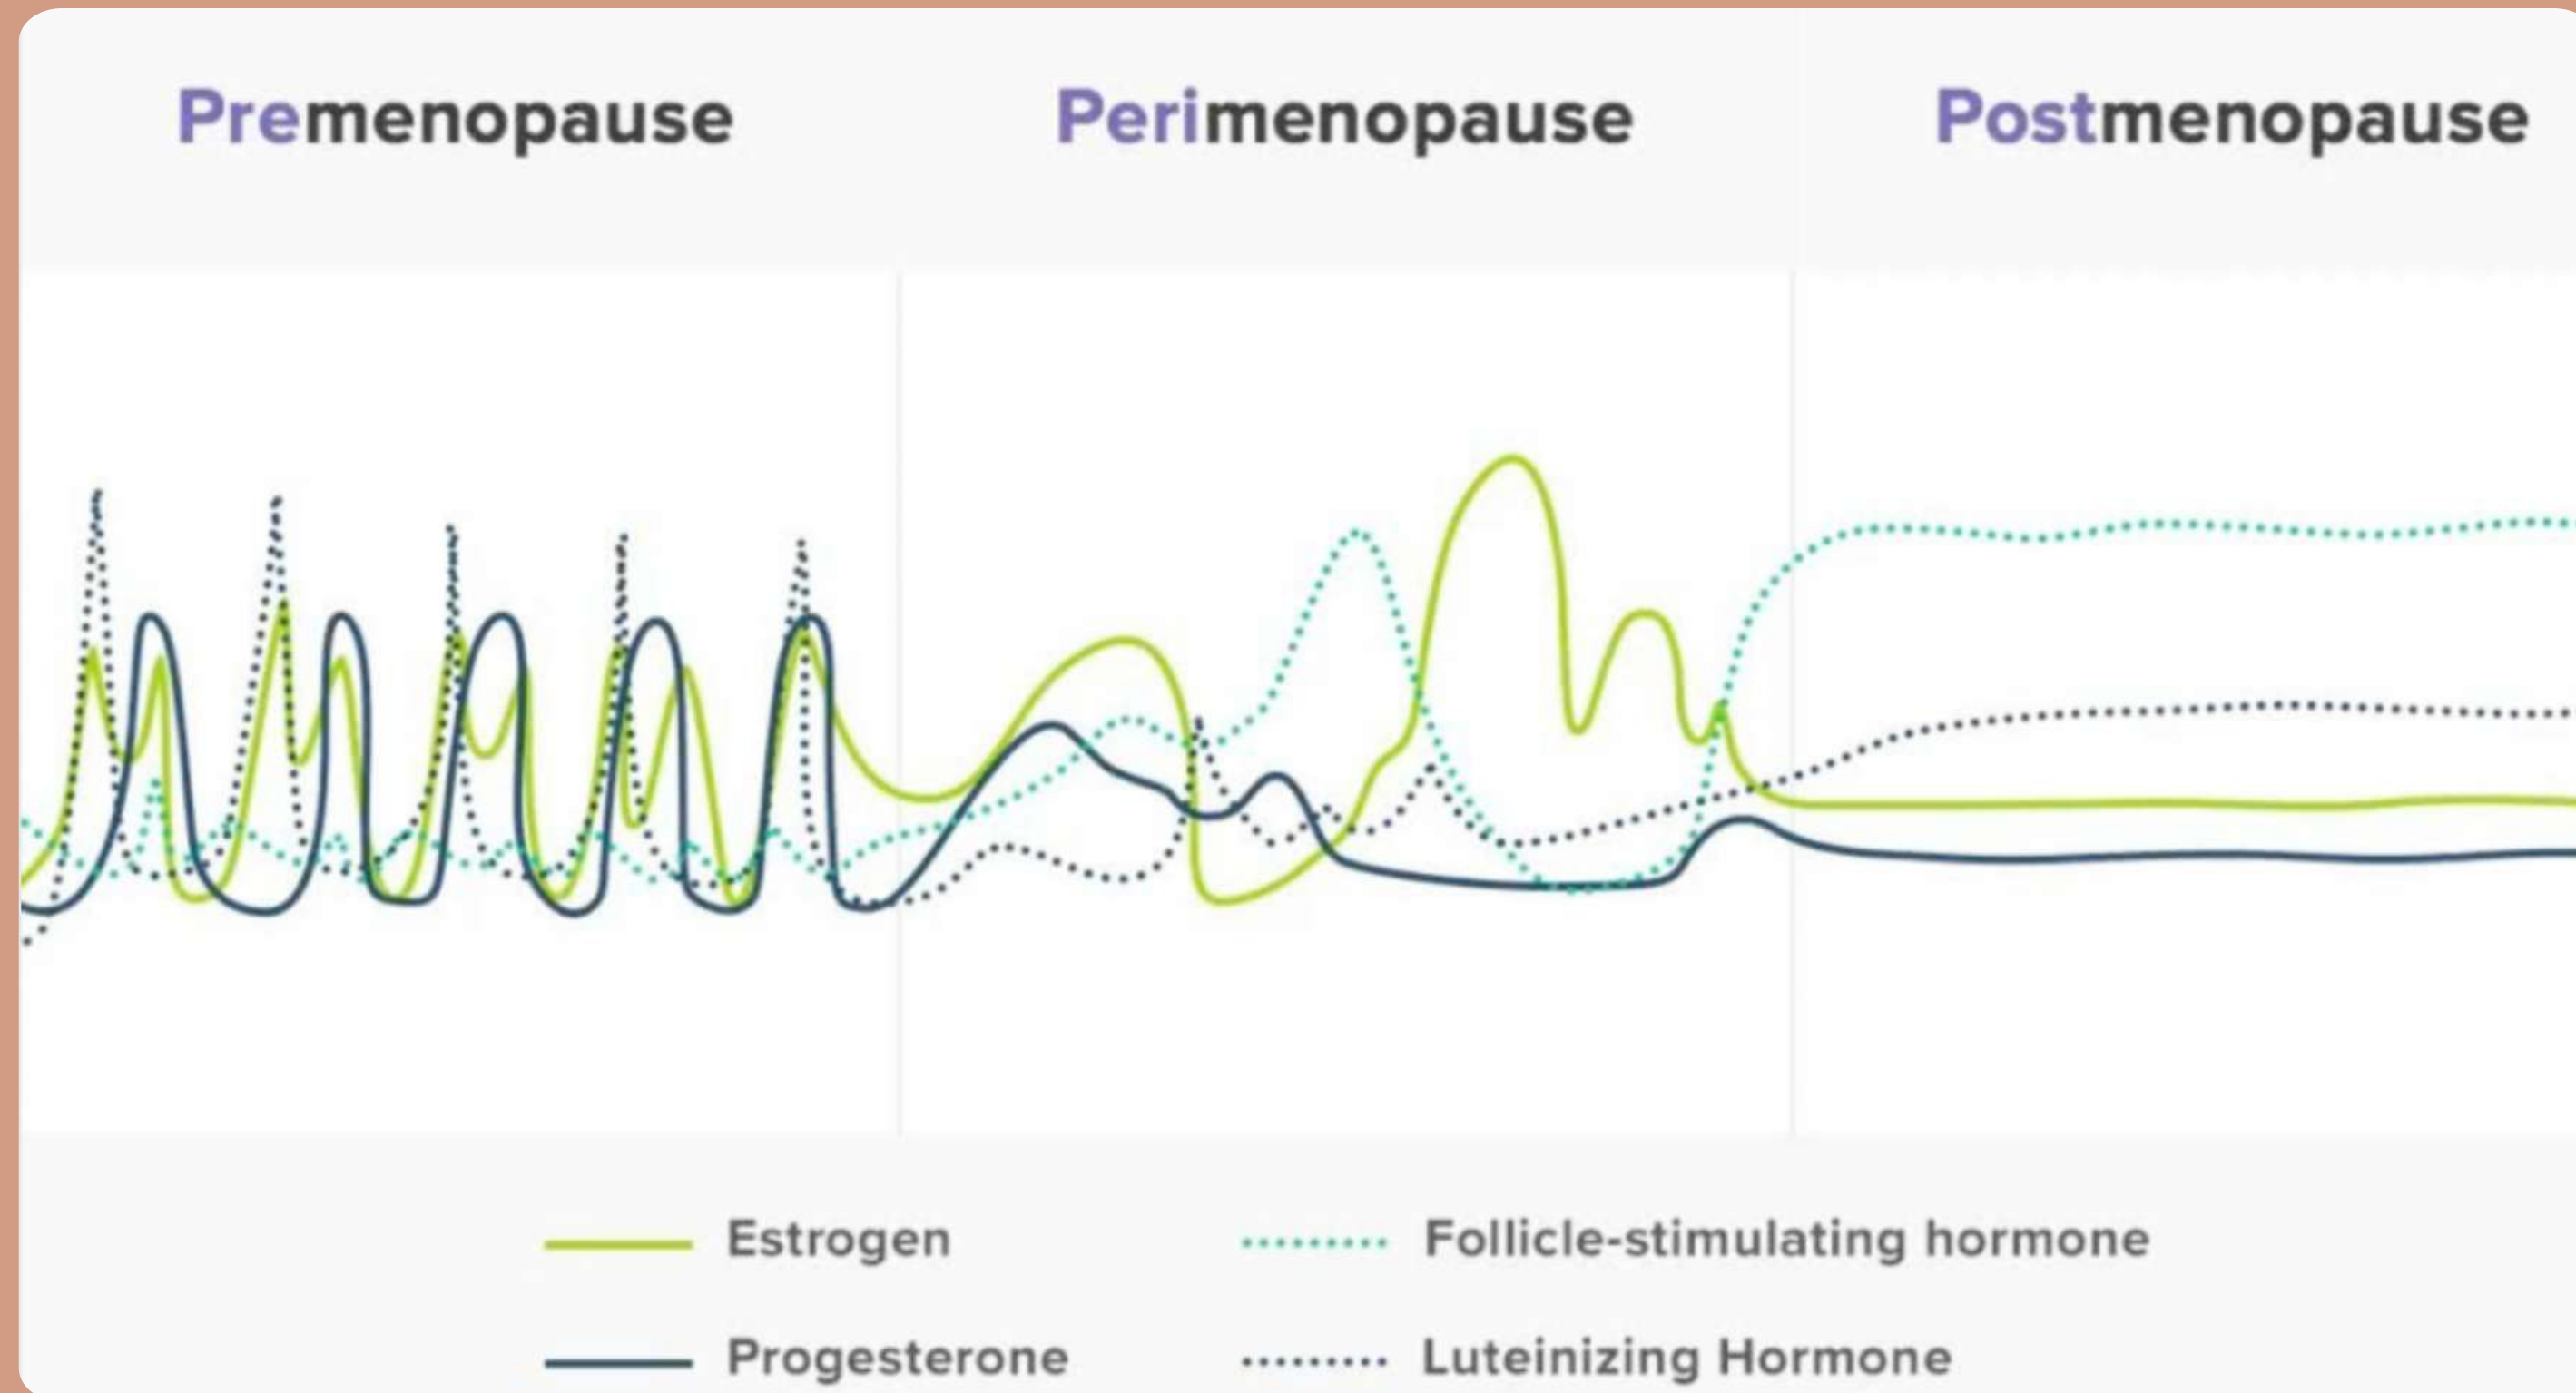 Premenopause
Perimenopause
Postmenopause
Estrogen
Follicle-stimulating hormone
Progesterone
Luteinizing Hormone